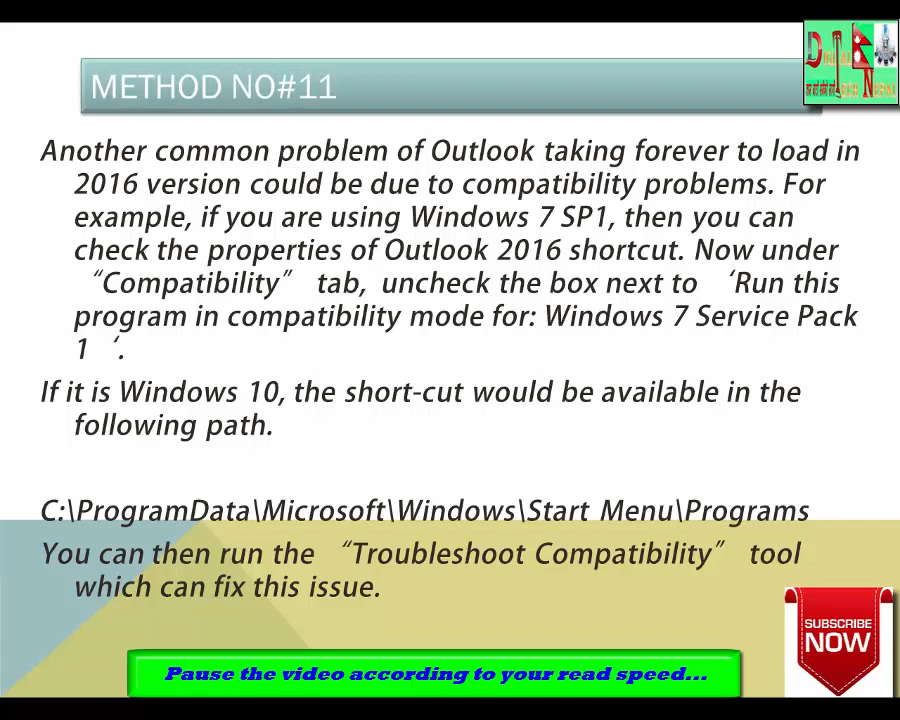 METHOD NO#11
Another common problem of Outlook taking forever to load in
2016 version could be due to compatibility problems. For
example, if you are using Windows 7 SP1, then you can
check the properties of Outlook 2016 shortcut. Now under
“Compatibility” tab, uncheck the box next to ‘Run this
program in compatibility mode for: Windows 7 Service Pack
1 ‘.
If it is Windows 10, the short-cut would be available in the
following path.
C:\ProgramData\Microsoft\Windows\Start Menu\Programs
You can then run the “Troubleshoot Compatibility” tool
which can fix this issue.
SUBSCRIBE
NOW
Pause the video according to your read speed...